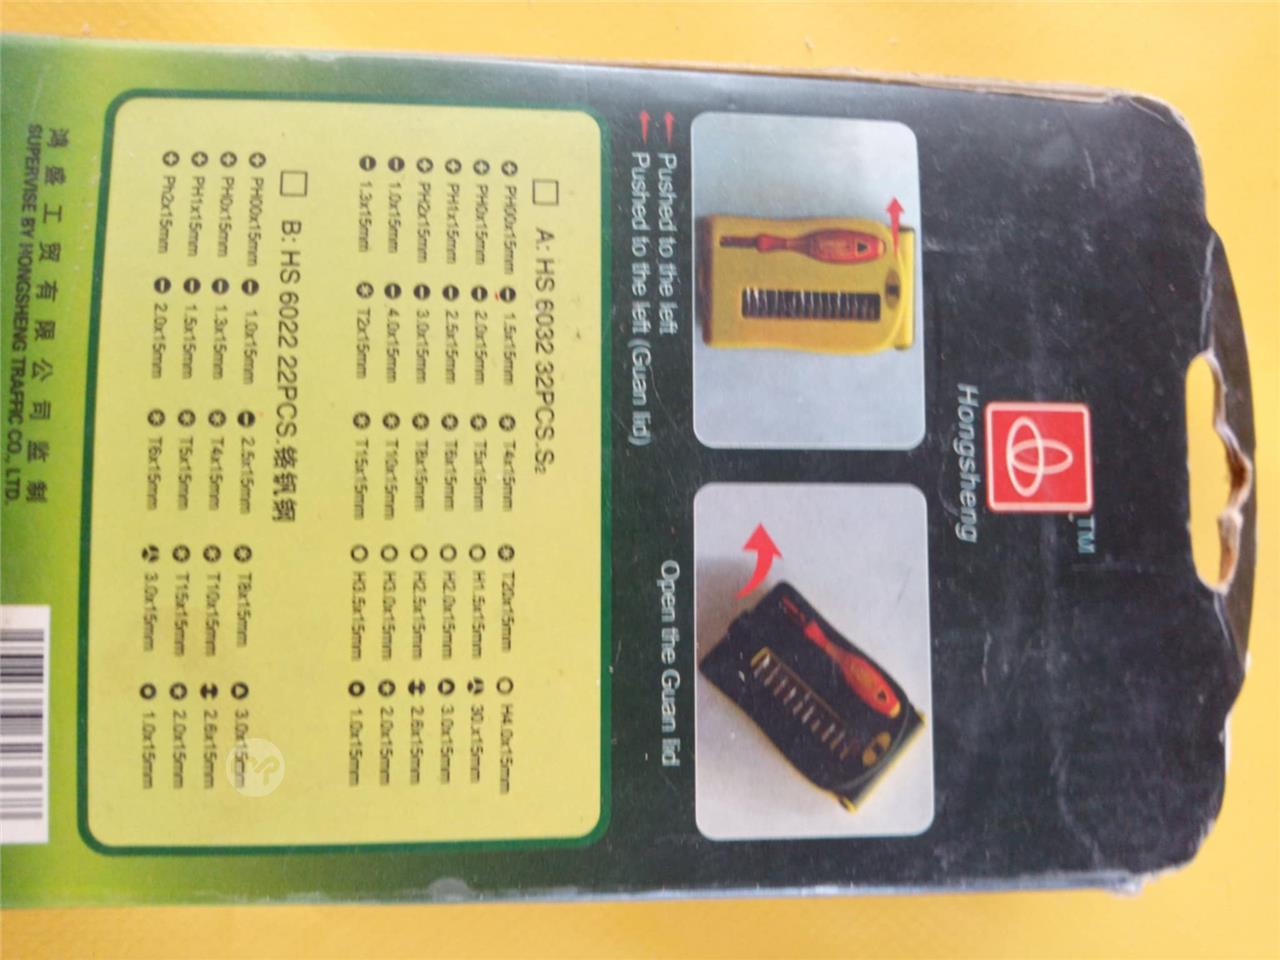 TM
Hongsheng
Pushed to the left
Pushed to the left (Guan lid)
Open the Guan lid
A: HS 6032 32PCS.S2
PH00x15mm 1.5x15mm T4x15mm T20x15mm H4.0x15mm
PH0x15mm 2.0x15mm T5x15mm H1.5x15mm 30.x15mm
PH1x15mm 2.5x15mm T6x15mm H2.0x15mm 3.0x15mm
PH2x15mm 3.0x15mm T8x15mm H2.5x15mm 2.6x15mm
1.0x15mm 4.0x15mm T10x15mm H3.0x15mm 2.0x15mm
1.3x15mm T2x15mm T15x15mm H3.5x15mm 1.0x15mm
B: HS 6022 22PCS.铬钒钢
PH00x15mm 1.0x15mm 2.5x15mm T8x15mm 3.0x15mm
PH0x15mm 1.3x15mm T4x15mm T10x15mm 2.6x15mm
PH1x15mm 1.5x15mm T5x15mm T15x15mm 2.0x15mm
Ph2x15mm 2.0x15mm T6x15mm 3.0x15mm 1.0x15mm
鸿盛工贸有限公司监制
SUPERVISE BY HONGSHENG TRAFFIC CO., LTD.